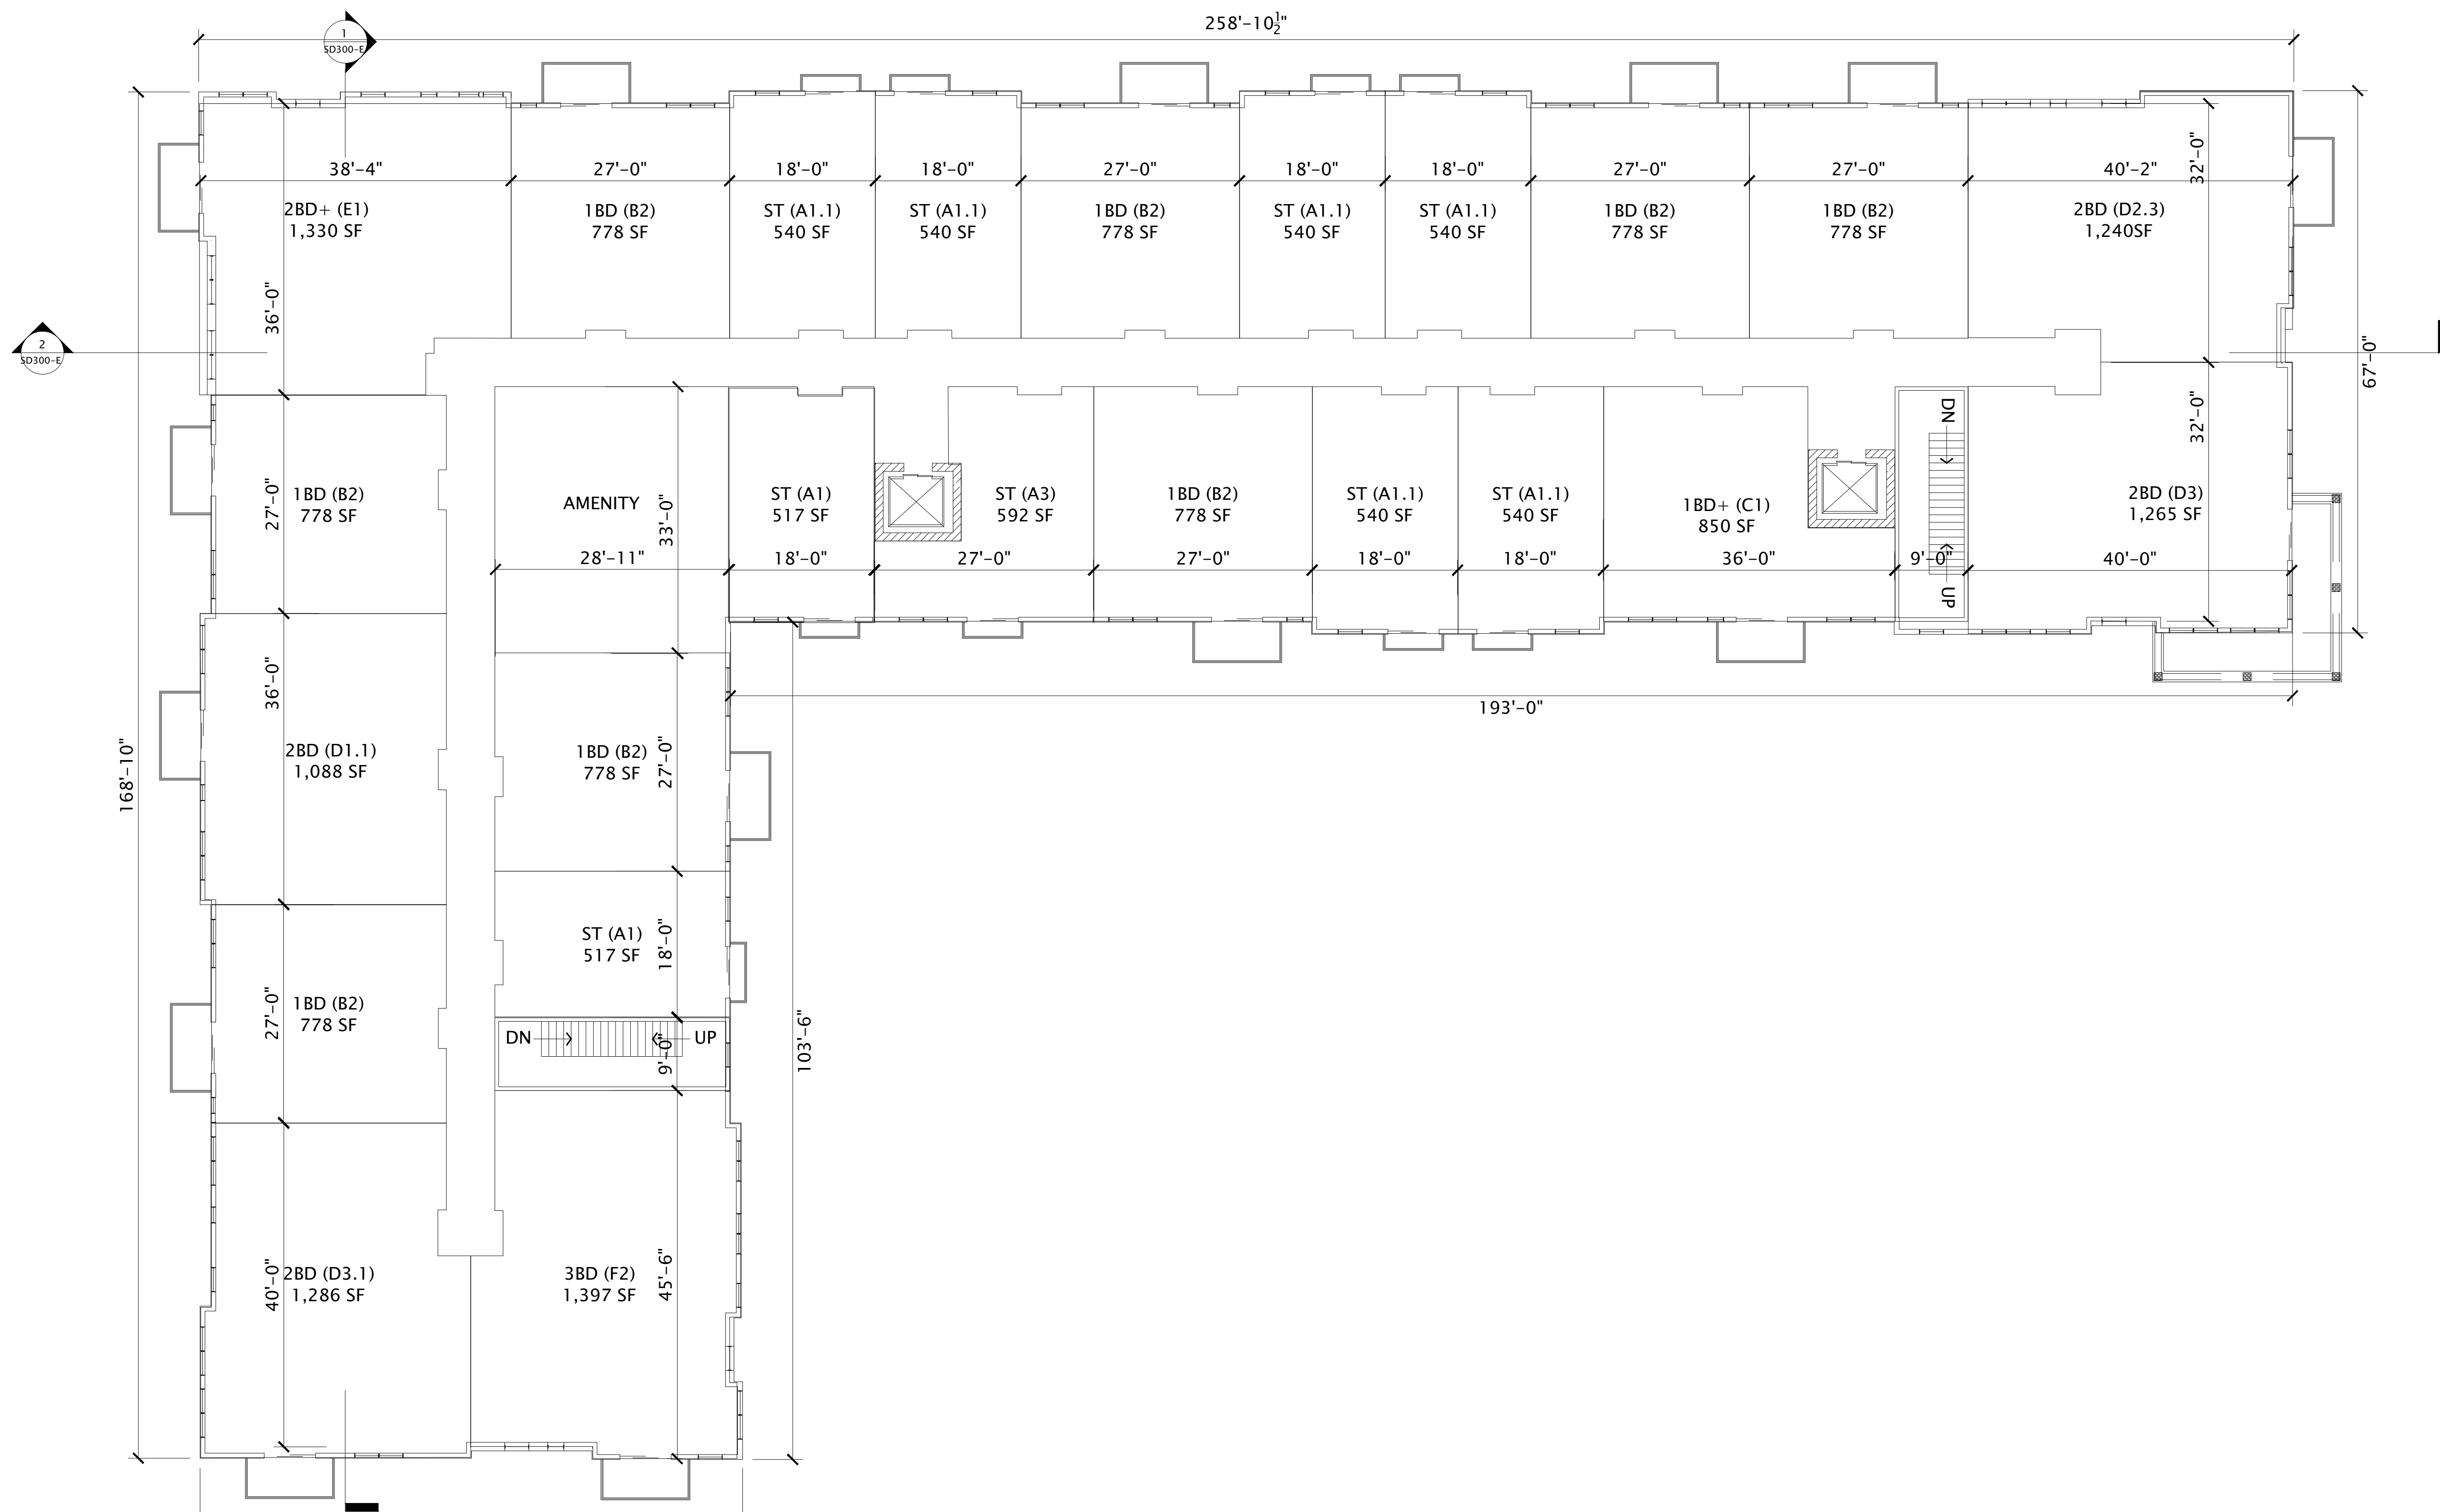 258'-10½"
1
SD300-E
38'-4"
27'-0"
18'-0"
18'-0"
27'-0"
18'-0"
18'-0"
27'-0"
27'-0"
40'-2"
32'-0"
2BD+ (E1)
1,330 SF
1BD (B2)
778 SF
ST (A1.1)
540 SF
ST (A1.1)
540 SF
1BD (B2)
778 SF
ST (A1.1)
540 SF
ST (A1.1)
540 SF
1BD (B2)
778 SF
1BD (B2)
778 SF
2BD (D2.3)
1,240SF
36'-0"
2
SD300-E
67'-0"
27'-0"
1BD (B2)
778 SF
AMENITY
33'-0"
28'-11"
ST (A1)
517 SF
18'-0"
ST (A3)
592 SF
27'-0"
1BD (B2)
778 SF
27'-0"
ST (A1.1)
540 SF
18'-0"
ST (A1.1)
540 SF
18'-0"
1BD+ (C1)
850 SF
36'-0"
DN
UP
9'-0"
32'-0"
2BD (D3)
1,265 SF
40'-0"
193'-0"
168'-10"
36'-0"
2BD (D1.1)
1,088 SF
1BD (B2)
778 SF
27'-0"
ST (A1)
517 SF
18'-0"
27'-0"
1BD (B2)
778 SF
DN
UP
9'-0"
103'-6"
40'-0"
2BD (D3.1)
1,286 SF
3BD (F2)
1,397 SF
45'-6"